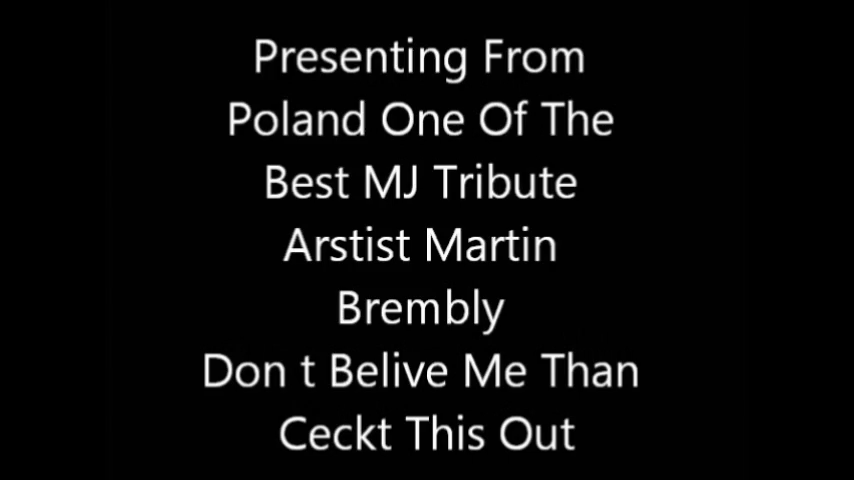 Presenting From
Poland One Of The
Best MJ Tribute
Arstist Martin
Brembly
Don t Belive Me Than
Ceckt This Out